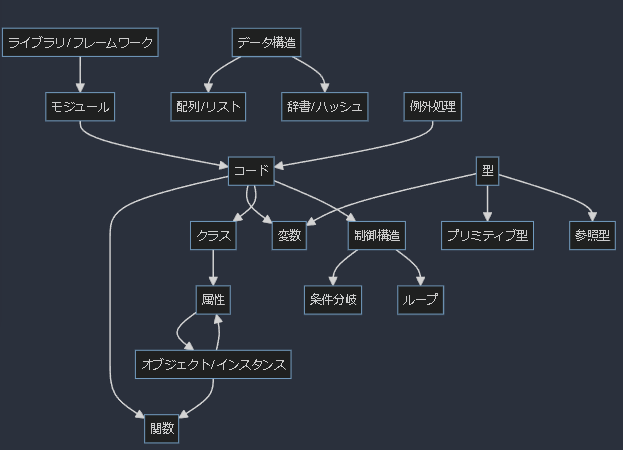 ライブラリ/フレームワーク
データ構造
モジュール
配列/リスト
辞書/ハッシュ
例外処理
コード
型
クラス
変数
制御構造
プリミティブ型
参照型
属性
条件分岐
ループ
オブジェクト/インスタンス
関数